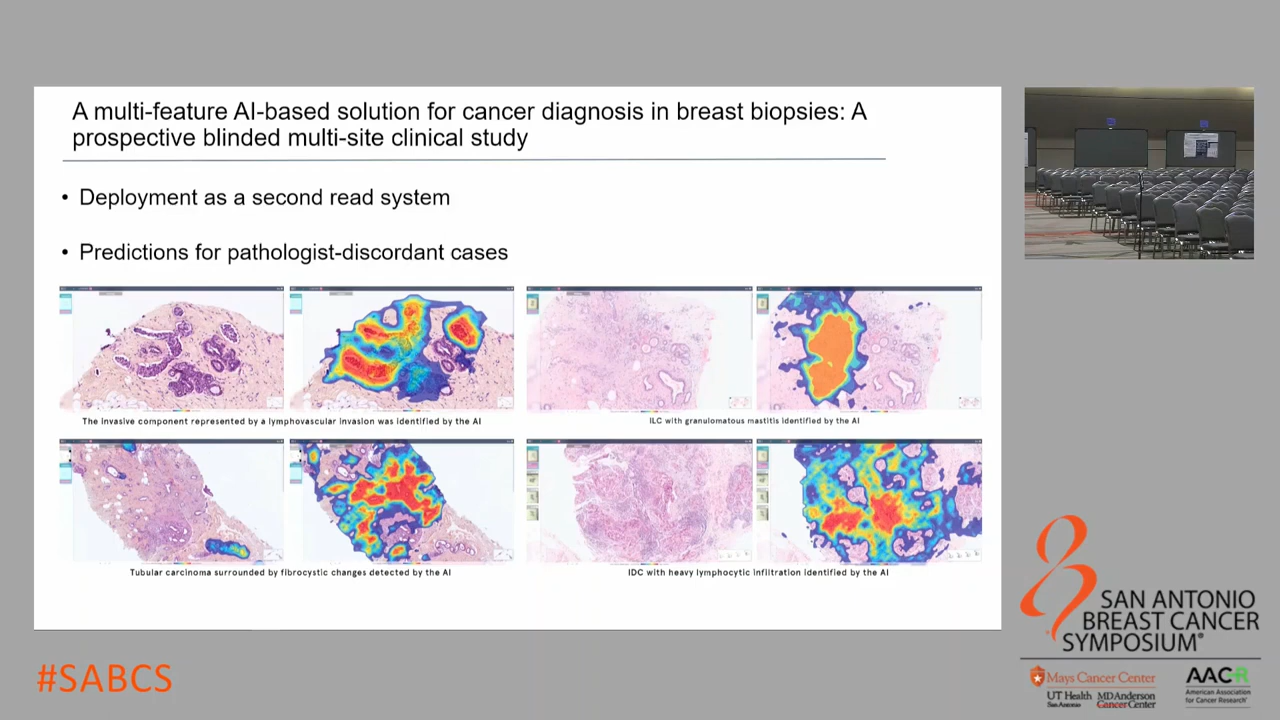 A multi-feature AI-based solution for cancer diagnosis in breast biopsies: A
prospective blinded multi-site clinical study
• Deployment as a second read system
• Predictions for pathologist-discordant cases
The invasive component represented by a lymphovascular invasion was identified by the AI
ILC with granulomatous mastitis identified by the AI
Tubular carcinoma surrounded by fibrocystic changes detected by the AI
IDC with heavy lymphocytic infiltration identified by the AI
#SABCS
SAN ANTONIO
BREAST CANCER
SYMPOSIUM®
Mays Cancer Center
UT Health
San Antonio
MD Anderson
Cancer Center
AACR
American Association
for Cancer Research®